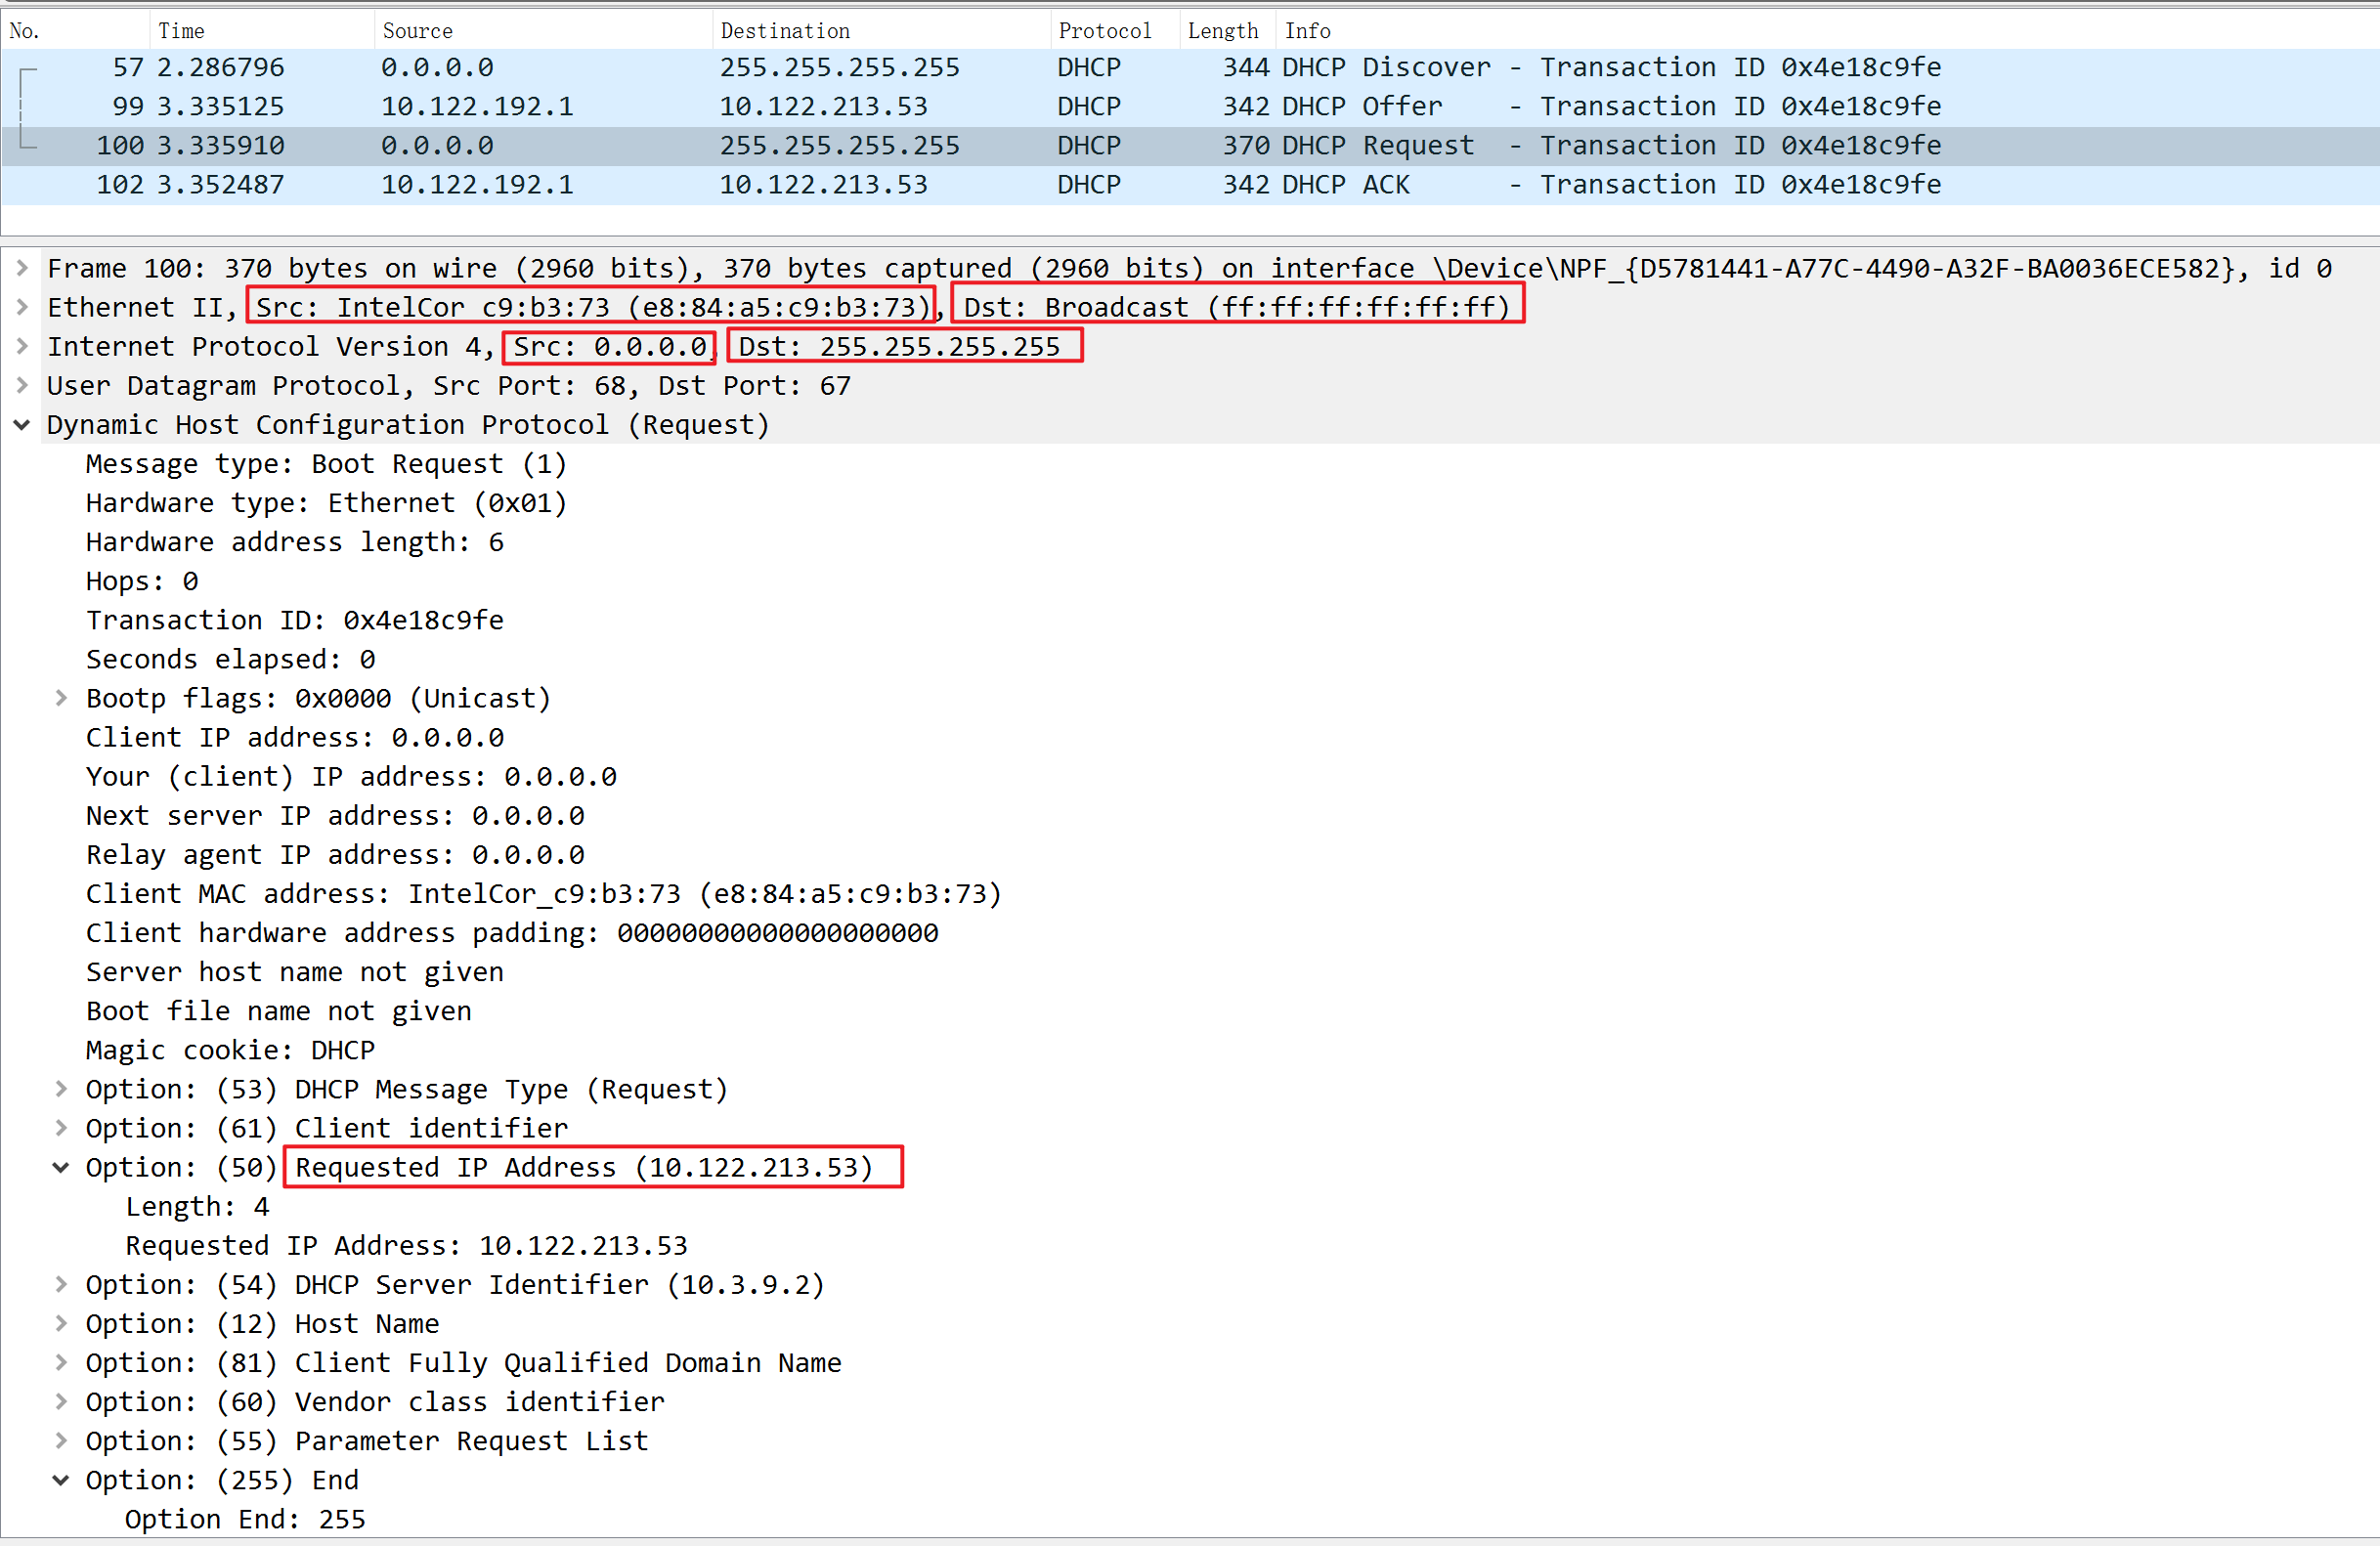 No. Time Source Destination Protocol Length Info
57 2.286796 0.0.0.0 255.255.255.255 DHCP 344 DHCP Discover - Transaction ID 0x4e18c9fe
99 3.335125 10.122.192.1 10.122.213.53 DHCP 342 DHCP Offer - Transaction ID 0x4e18c9fe
100 3.335910 0.0.0.0 255.255.255.255 DHCP 370 DHCP Request - Transaction ID 0x4e18c9fe
102 3.352487 10.122.192.1 10.122.213.53 DHCP 342 DHCP ACK - Transaction ID 0x4e18c9fe
Frame 100: 370 bytes on wire (2960 bits), 370 bytes captured (2960 bits) on interface \Device\NPF_{D5781441-A77C-4490-A32F-BA0036ECE582}, id 0
Ethernet II, Src: IntelCor_c9:b3:73 (e8:84:a5:c9:b3:73), Dst: Broadcast (ff:ff:ff:ff:ff:ff)
Internet Protocol Version 4, Src: 0.0.0.0, Dst: 255.255.255.255
User Datagram Protocol, Src Port: 68, Dst Port: 67
Dynamic Host Configuration Protocol (Request)
Message type: Boot Request (1)
Hardware type: Ethernet (0x01)
Hardware address length: 6
Hops: 0
Transaction ID: 0x4e18c9fe
Seconds elapsed: 0
Bootp flags: 0x0000 (Unicast)
Client IP address: 0.0.0.0
Your (client) IP address: 0.0.0.0
Next server IP address: 0.0.0.0
Relay agent IP address: 0.0.0.0
Client MAC address: IntelCor_c9:b3:73 (e8:84:a5:c9:b3:73)
Client hardware address padding: 00000000000000000000
Server host name not given
Boot file name not given
Magic cookie: DHCP
Option: (53) DHCP Message Type (Request)
Option: (61) Client identifier
Option: (50) Requested IP Address (10.122.213.53)
Length: 4
Requested IP Address: 10.122.213.53
Option: (54) DHCP Server Identifier (10.3.9.2)
Option: (12) Host Name
Option: (81) Client Fully Qualified Domain Name
Option: (60) Vendor class identifier
Option: (55) Parameter Request List
Option: (255) End
Option End: 255